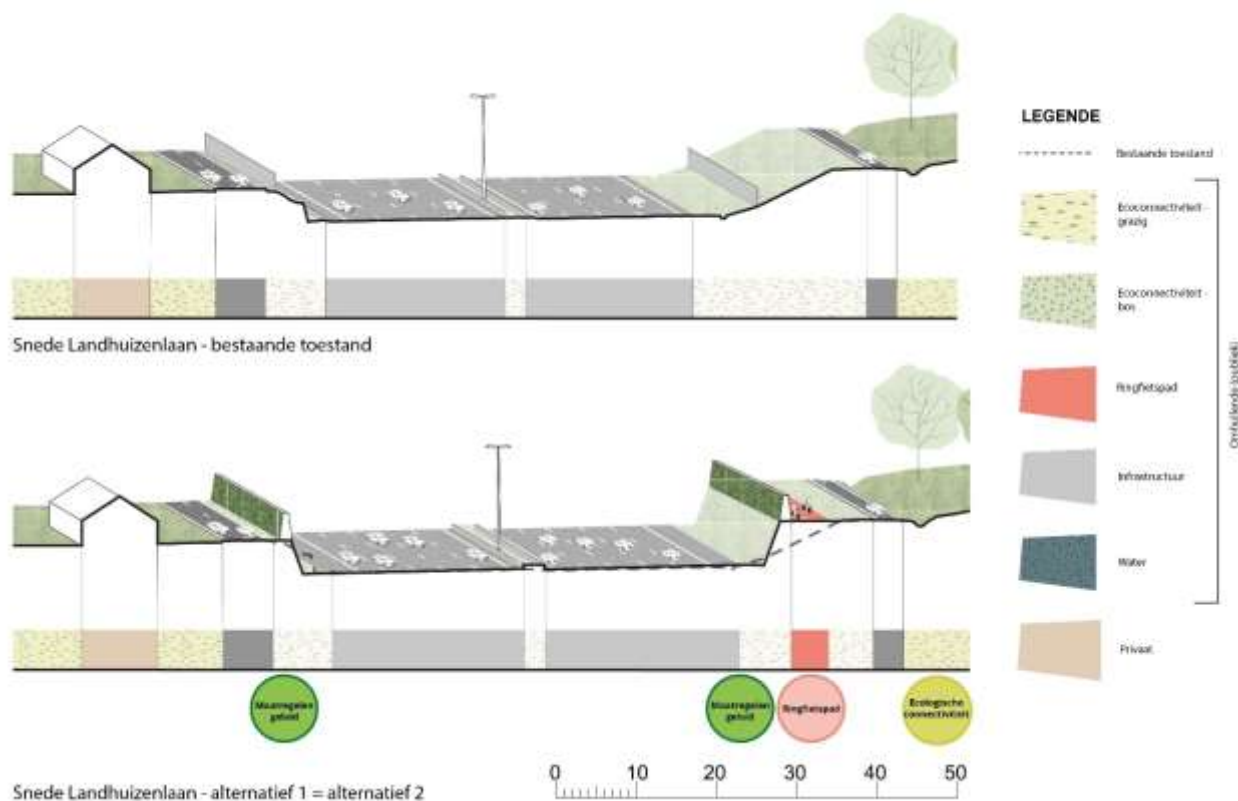 LEGENDE
Bestaande toestand
Ecoconnectiviteit -
grazig
Ecoconnectiviteit -
bos
Ringfietspad
Infrastructuur
Water
Privaat
Snede Landhuizenlaan - bestaande toestand
Maatregelen
geluid
Maatregelen
geluid
Ringfietspad
Ecologische
connectiviteit
Snede Landhuizenlaan - alternatief 1 = alternatief 2
0 10 20 30 40 50